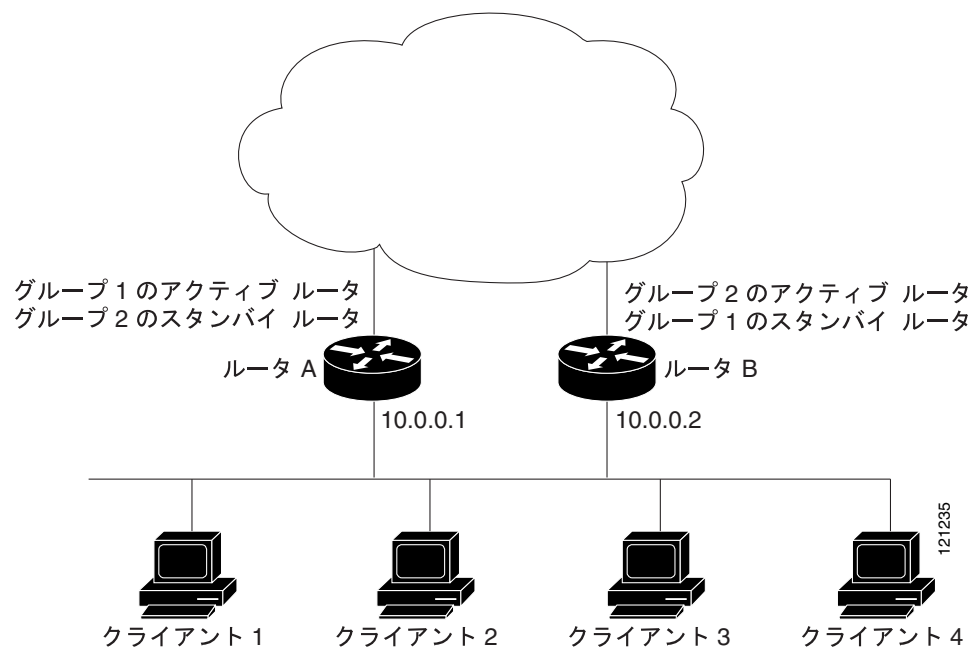 グループ 1 のアクティブ ルータ
グループ 2 のスタンバイ ルータ
グループ 2 のアクティブ ルータ
グループ 1 のスタンバイ ルータ
ルータ A
ルータ B
10.0.0.1
10.0.0.2
121235
クライアント 1
クライアント 2
クライアント 3
クライアント 4